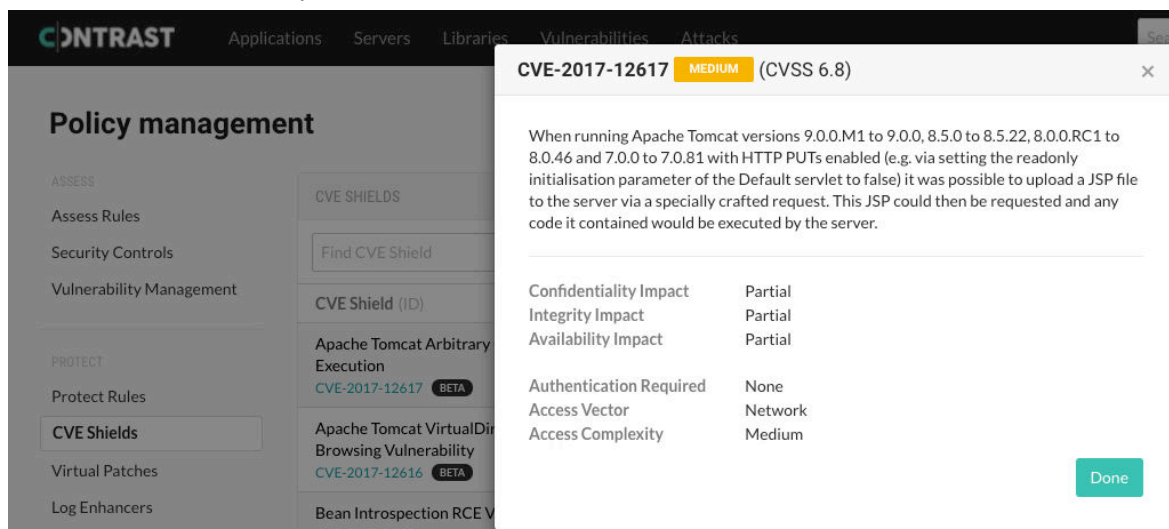 CONTRAST
Applications Servers Libraries Vulnerabilities Attacks
Policy management
ASSESS
Assess Rules
Security Controls
Vulnerability Management
PROTECT
Protect Rules
CVE Shields
Virtual Patches
Log Enhancers
CVE SHIELDS
Find CVE Shield
CVE Shield (ID)
Apache Tomcat Arbitrary
Execution
CVE-2017-12617 BETA
Apache Tomcat VirtualDir
Browsing Vulnerability
CVE-2017-12616 BETA
Bean Introspection RCE V
CVE-2017-12617 MEDIUM (CVSS 6.8) ×
When running Apache Tomcat versions 9.0.0.M1 to 9.0.0, 8.5.0 to 8.5.22, 8.0.0.RC1 to
8.0.46 and 7.0.0 to 7.0.81 with HTTP PUTs enabled (e.g. via setting the readonly
initialisation parameter of the Default servlet to false) it was possible to upload a JSP file
to the server via a specially crafted request. This JSP could then be requested and any
code it contained would be executed by the server.
Confidentiality Impact Partial
Integrity Impact Partial
Availability Impact Partial
Authentication Required None
Access Vector Network
Access Complexity Medium
Done